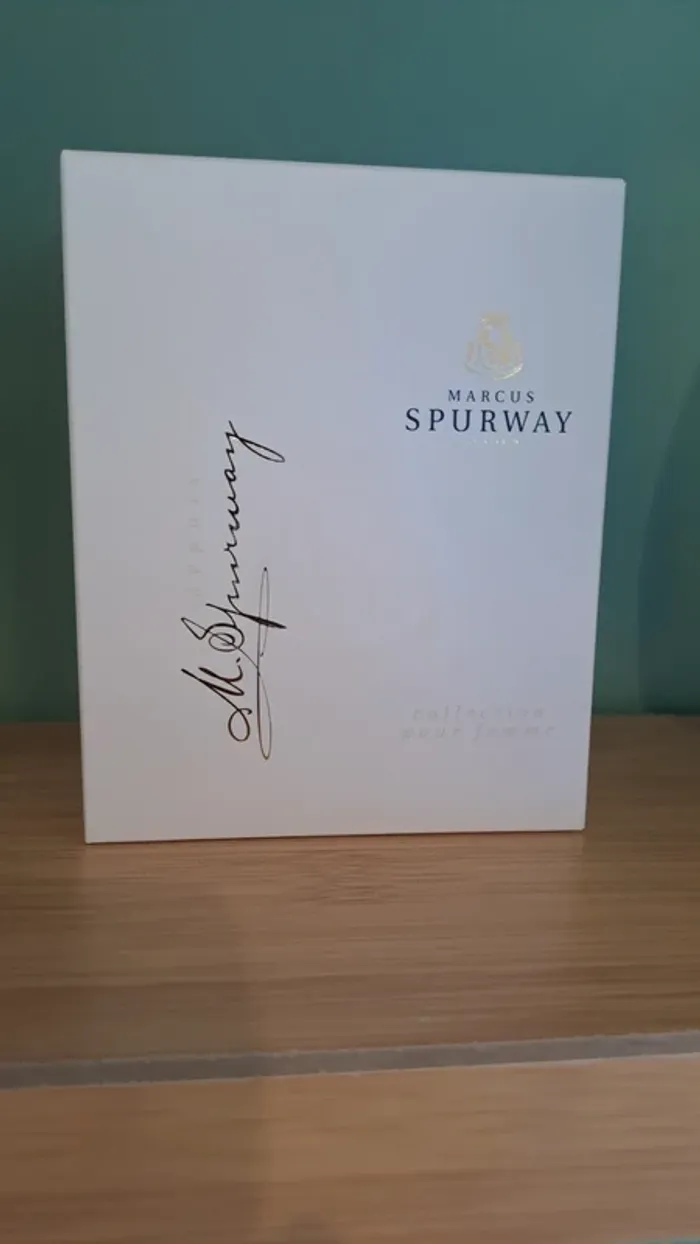 MARCUS
SPURWAY
M. Spurway
collection
pour femme